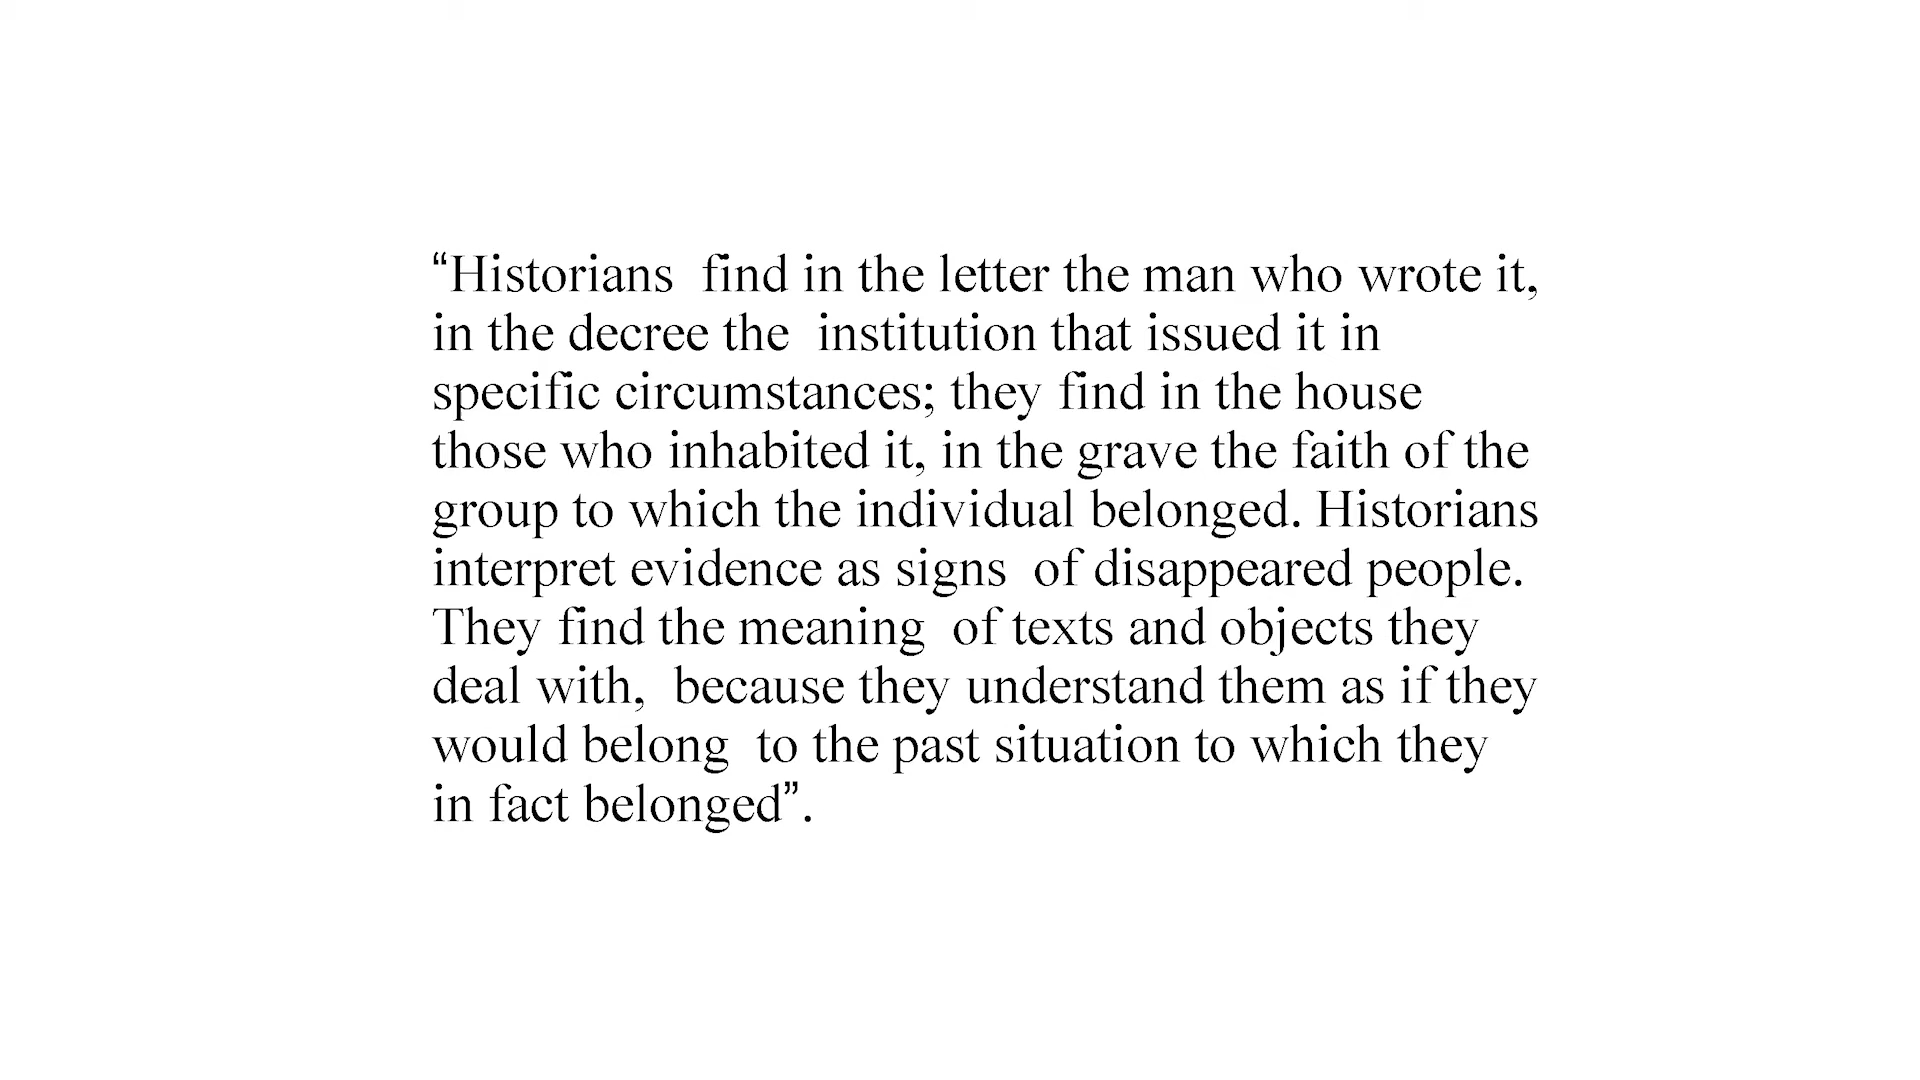 “Historians  find in the letter the man who wrote it,
in the decree the  institution that issued it in
specific circumstances; they find in the house
those who inhabited it, in the grave the faith of the
group to which the individual belonged. Historians
interpret evidence as signs  of disappeared people.
They find the meaning  of texts and objects they
deal with,  because they understand them as if they
would belong  to the past situation to which they
in fact belonged”.